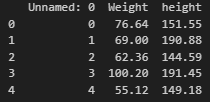 Unnamed: 0 Weight height
0 0 76.64 151.55
1 1 69.00 190.88
2 2 62.36 144.59
3 3 100.20 191.45
4 4 55.12 149.18